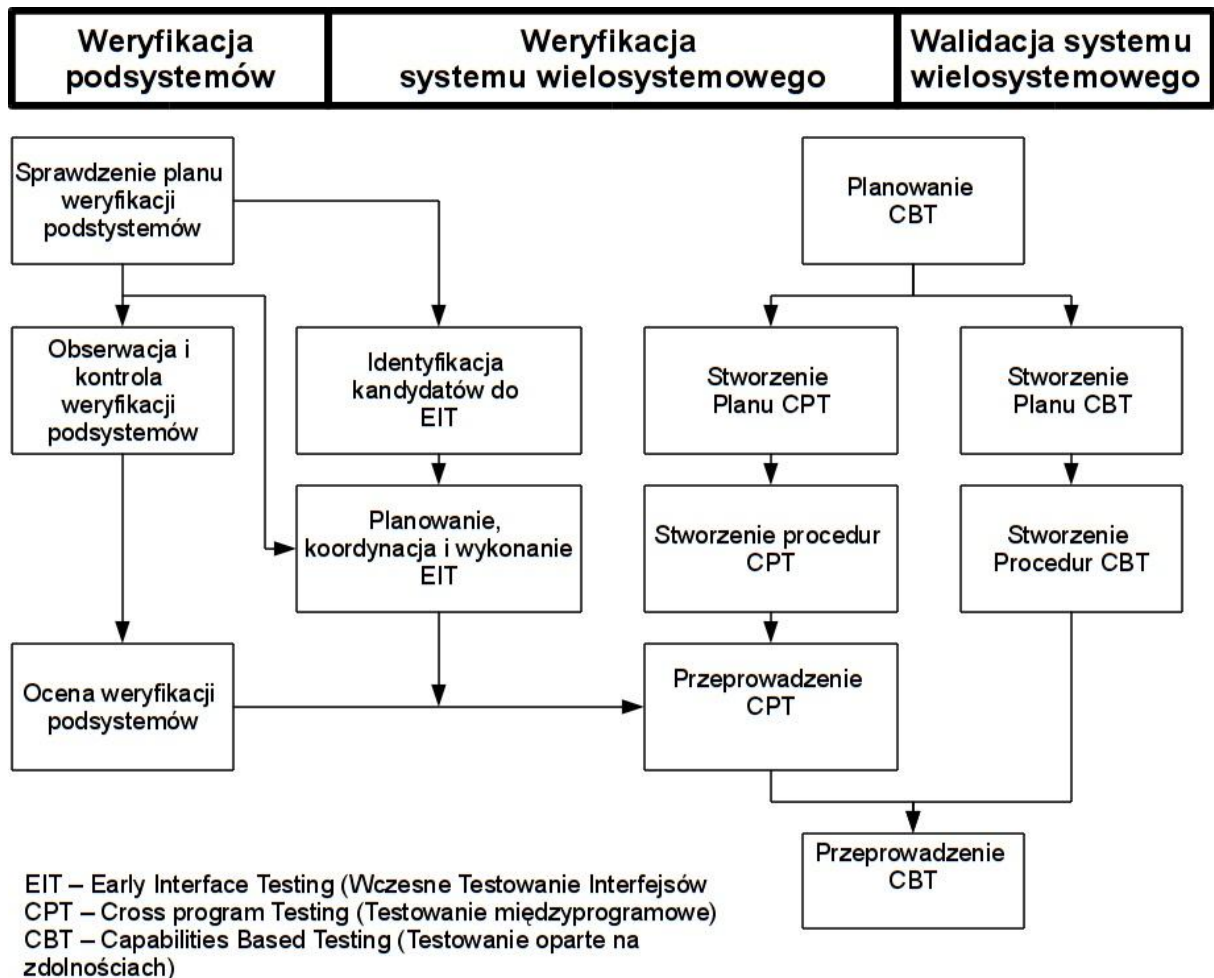 Weryfikacja
podsystemów
Weryfikacja
systemu wielosystemowego
Walidacja systemu
wielosystemowego
Sprawdzenie planu
weryfikacji
podstystemów
Planowanie
CBT
Obserwacja i
kontrola
weryfikacji
podsystemów
Identyfikacja
kandydatów do
EIT
Stworzenie
Planu CPT
Stworzenie
Planu CBT
Planowanie,
koordynacja i wykonanie
EIT
Stworzenie procedur
CPT
Stworzenie
Procedur CBT
Ocena weryfikacji
podsystemów
Przeprowadzenie
CPT
Przeprowadzenie
CBT
EIT – Early Interface Testing (Wczesne Testowanie Interfejsów
CPT – Cross program Testing (Testowanie międzyprogramowe)
CBT – Capabilities Based Testing (Testowanie oparte na
zdolnościach)